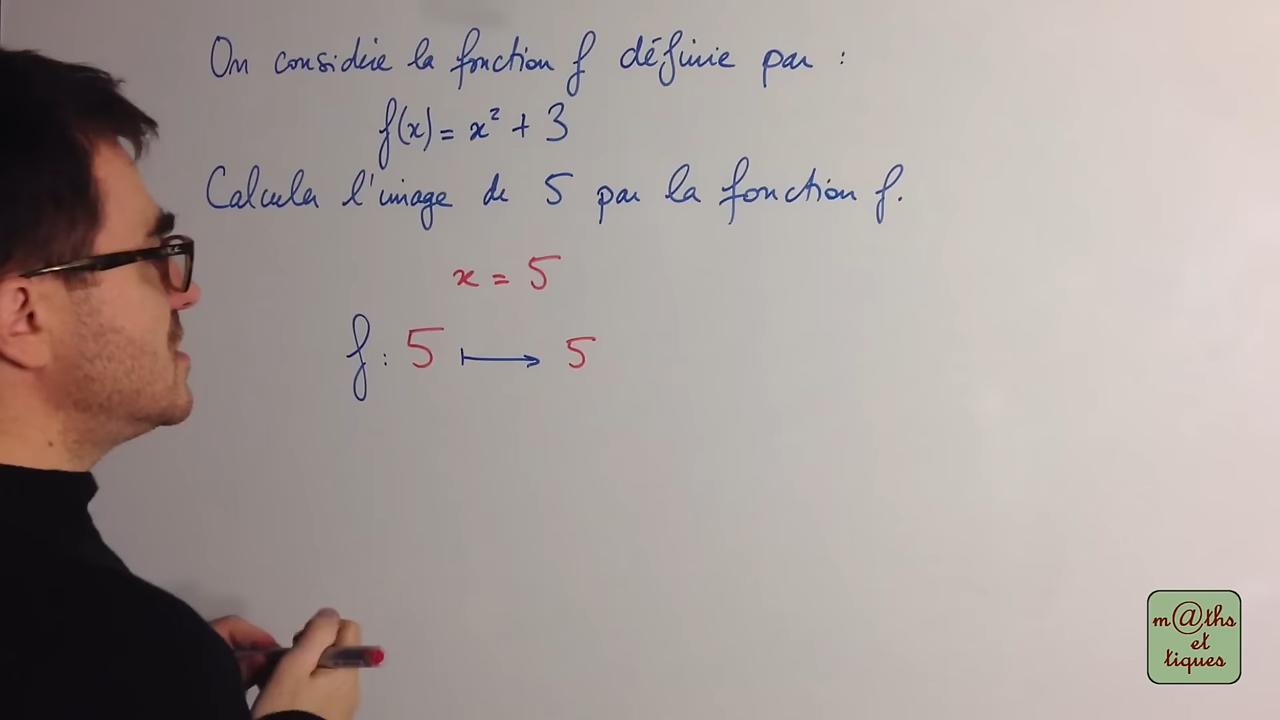 On considère la fonction f définie par :
f(x) = x² + 3
Calculer l'image de 5 par la fonction f.
x = 5
f : 5 ⟼ 5
m@ths
et
tiques